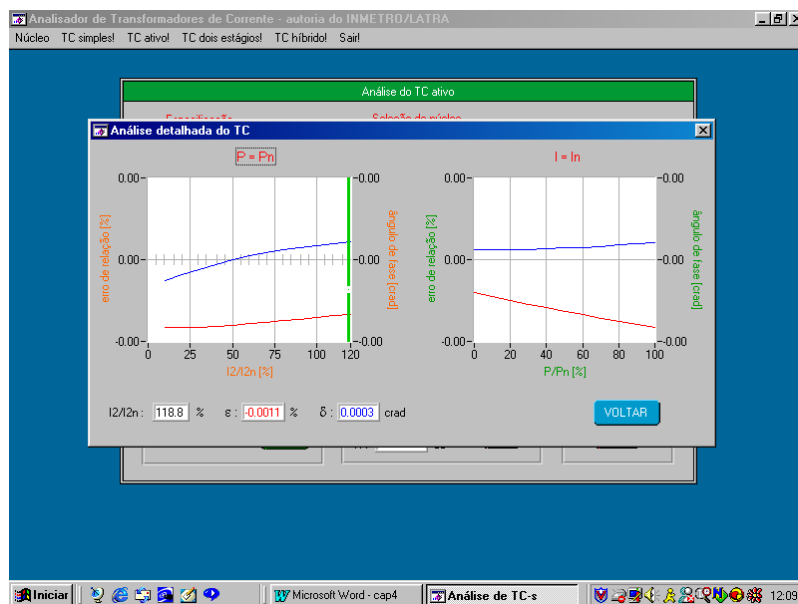 Analisador de Transformadores de Corrente - autoria do INMETRO/LATRA
Núcleo TC simples! TC ativo! TC dois estágios! TC híbrido! Sair!
Análise do TC ativo
Especificação Seleção do núcleo
Análise detalhada do TC
P = Pn
I = In
0.00
0.00
-0.00
erro de relação [%]
0.00
0.00
-0.00
ângulo de fase [crad]
0 25 50 75 100 120
I2/I2n [%]
0.00
0.00
-0.00
erro de relação [%]
0.00
0.00
-0.00
ângulo de fase [crad]
0 20 40 60 80 100
P/Pn [%]
I2/I2n : 118.8 % ε : -0.0011 % δ : 0.0003 crad
VOLTAR
Iniciar
Microsoft Word - cap4
Análise de TC-s
12:09